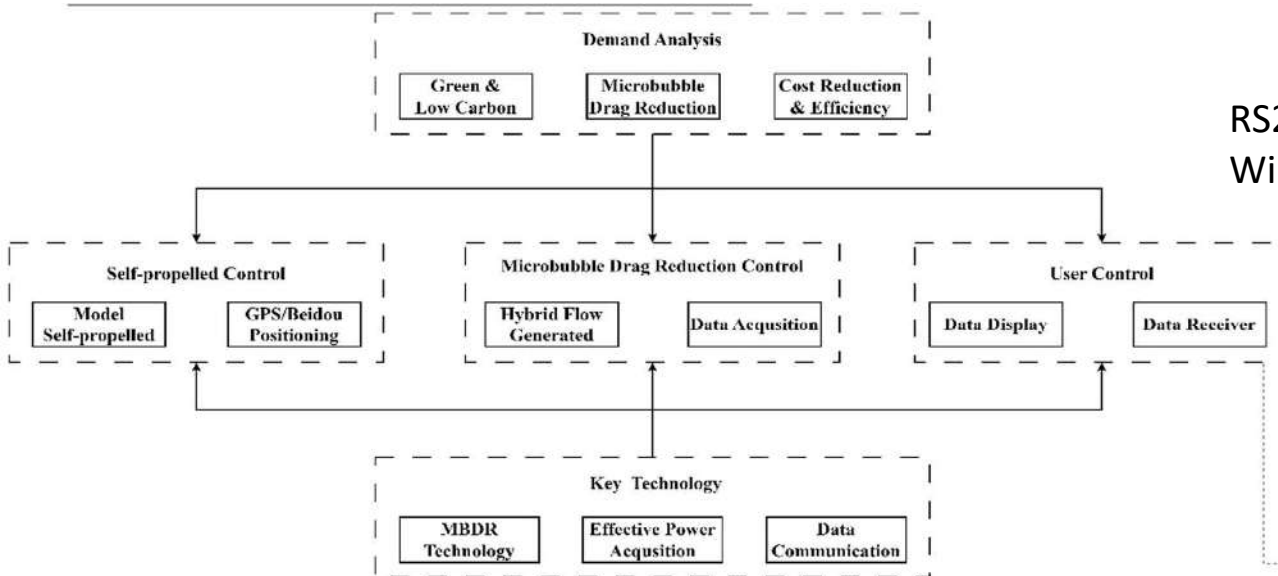 Demand Analysis
Green &
Low Carbon
Microbubble
Drag Reduction
Cost Reduction
& Efficiency
Self-propelled Control
Model
Self-propelled
GPS/Beidou
Positioning
Microbubble Drag Reduction Control
Hybrid Flow
Generated
Data Acqusition
User Control
Data Display
Data Receiver
Key Technology
MBDR
Technology
Effective Power
Acqusition
Data
Communication